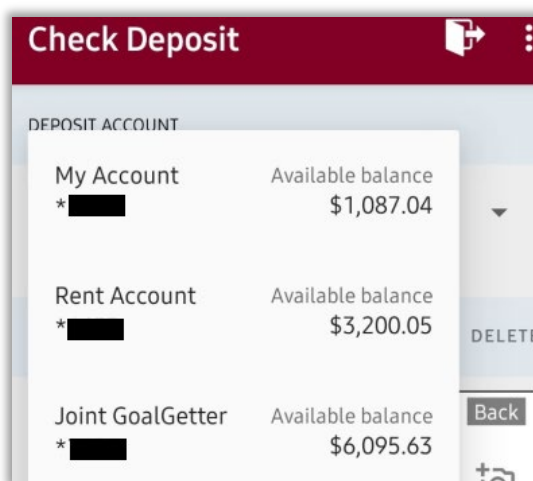 Check Deposit
DEPOSIT ACCOUNT
My Account Available balance
* $1,087.04
Rent Account Available balance
* $3,200.05
DELETE
Joint GoalGetter Available balance
Back
* $6,095.63